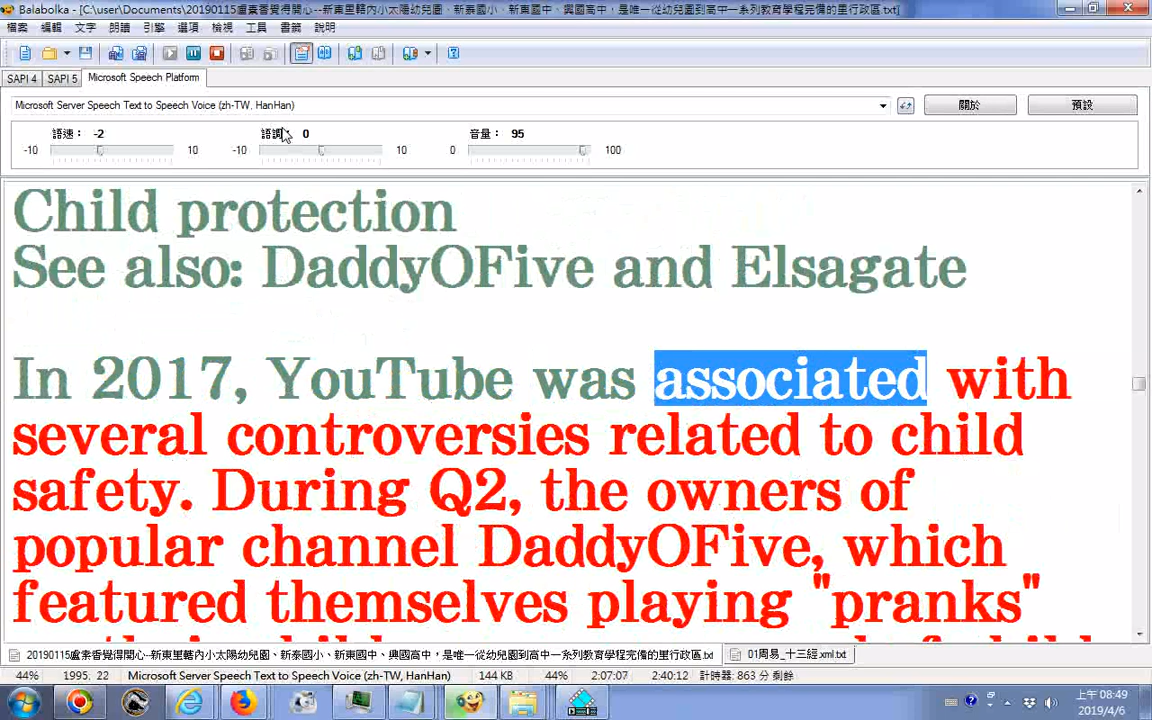 Balabolka - [C:\user\Documents\20190115盧素香覺得開心--新東里轄內小太陽幼兒園、新泰國小、新東國中、興國高中，是唯一從幼兒園到高中一系列教育學程完備的里行政區.txt]
檔案 編輯 文字 朗讀 引擎 選項 檢視 工具 書籤 說明
SAPI 4 SAPI 5 Microsoft Speech Platform
Microsoft Server Speech Text to Speech Voice (zh-TW, HanHan) 關於 預設
語速： -2 語調： 0 音量： 95
-10 10 -10 10 0 100
Child protection
See also: DaddyOFive and Elsagate
In 2017, YouTube was associated with
several controversies related to child
safety. During Q2, the owners of
popular channel DaddyOFive, which
featured themselves playing "pranks"
20190115盧素香覺得開心--新東里轄內小太陽幼兒園、新泰國小、新東國中、興國高中，是唯一從幼兒園到高中一系列教育學程完備的里行政區.txt 01周易_十三經.xml.txt
44% 1995, 22 Microsoft Server Speech Text to Speech Voice (zh-TW, HanHan) 144 KB 44% 2:07:07 2:40:12 計時器: 863 分 剩餘
上午 08:49
2019/4/6